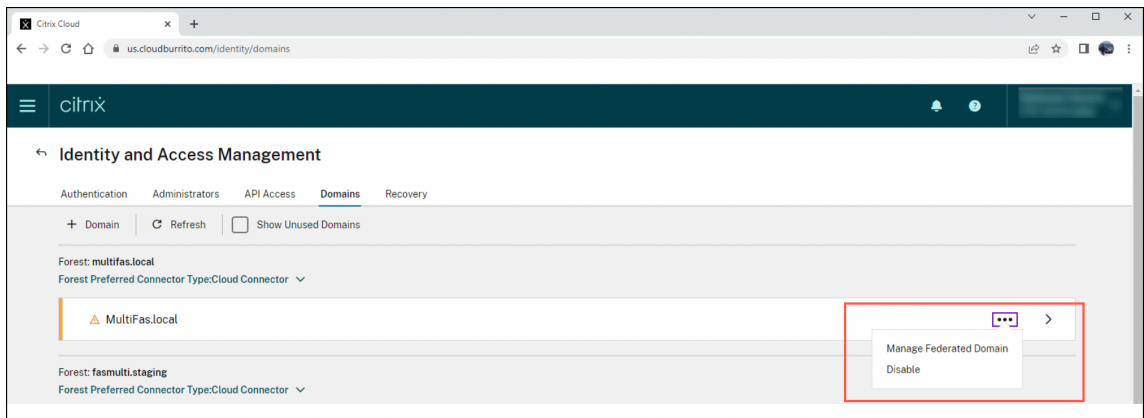 Citrix Cloud
us.cloudburrito.com/identity/domains
citrix
Identity and Access Management
Authentication Administrators API Access Domains Recovery
+ Domain Refresh Show Unused Domains
Forest: multifas.local
Forest Preferred Connector Type:Cloud Connector
MultiFas.local
Manage Federated Domain
Disable
Forest: fasmulti.staging
Forest Preferred Connector Type:Cloud Connector